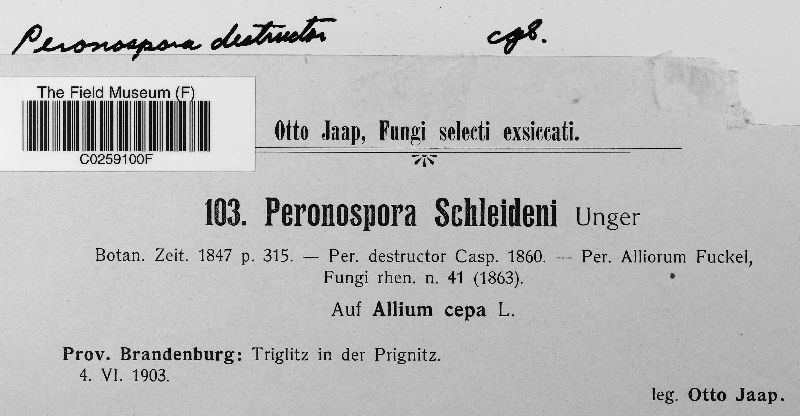 Peronospora destructor cgs.
The Field Museum (F)
C0259100F
Otto Jaap, Fungi selecti exsiccati.
103. Peronospora Schleideni Unger
Botan. Zeit. 1847 p. 315. — Per. destructor Casp. 1860. — Per. Alliorum Fuckel,
Fungi rhen. n. 41 (1863).
Auf Allium cepa L.
Prov. Brandenburg: Triglitz in der Prignitz.
4. VI. 1903.
leg. Otto Jaap.